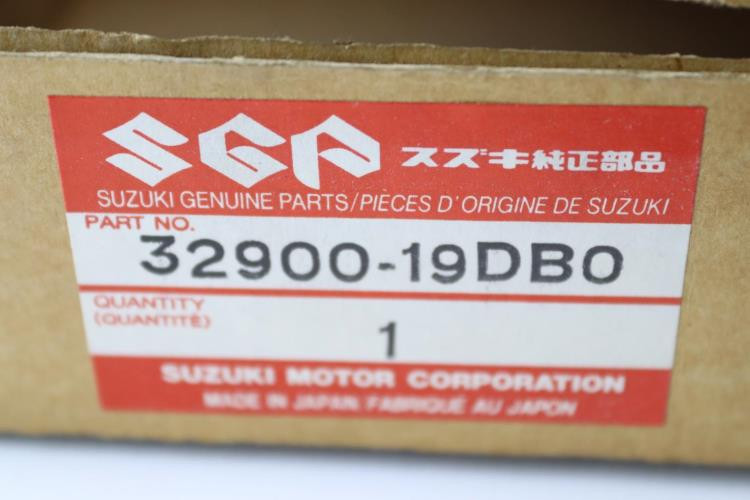 SGP スズキ純正部品
SUZUKI GENUINE PARTS/PIÈCES D'ORIGINE DE SUZUKI
PART NO.
32900-19DB0
QUANTITY
(QUANTITÉ)
1
SUZUKI MOTOR CORPORATION
MADE IN JAPAN/FABRIQUÉ AU JAPON